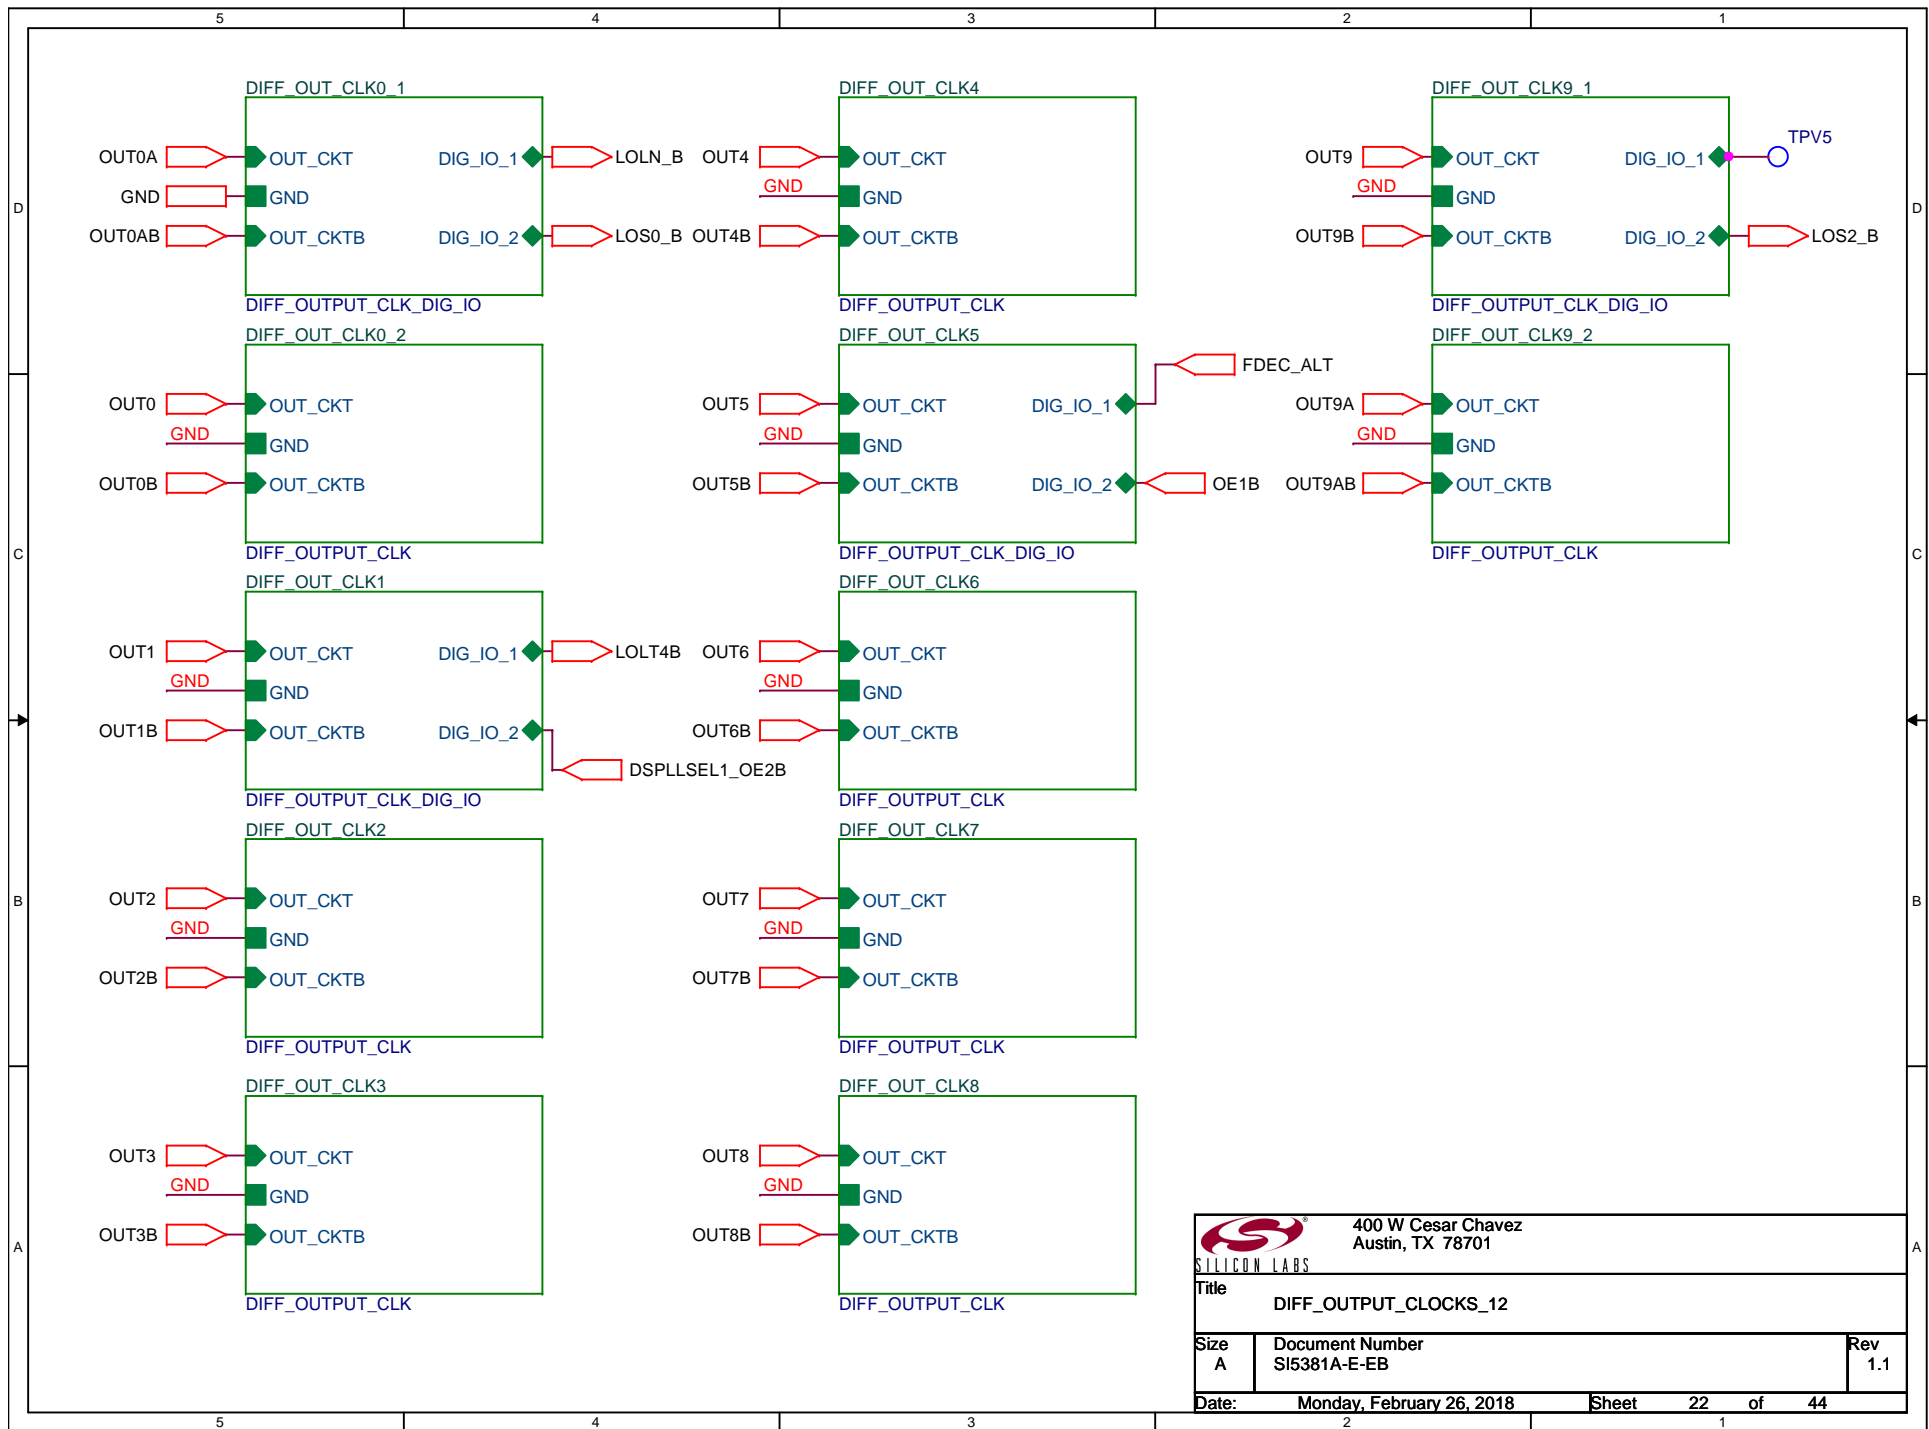 5 4 3 2 1
D D
C C
B B
A A
DIFF_OUT_CLK0_1
OUT0A OUT_CKT DIG_IO_1 LOLN_B
GND GND
OUT0AB OUT_CKTB DIG_IO_2 LOS0_B
DIFF_OUTPUT_CLK_DIG_IO
DIFF_OUT_CLK0_2
OUT0 OUT_CKT
GND
GND
OUT0B OUT_CKTB
DIFF_OUTPUT_CLK
DIFF_OUT_CLK1
OUT1 OUT_CKT DIG_IO_1 LOLT4B
GND
GND
OUT1B OUT_CKTB DIG_IO_2
DSPLLSEL1_OE2B
DIFF_OUTPUT_CLK_DIG_IO
DIFF_OUT_CLK2
OUT2 OUT_CKT
GND
GND
OUT2B OUT_CKTB
DIFF_OUTPUT_CLK
DIFF_OUT_CLK3
OUT3 OUT_CKT
GND
GND
OUT3B OUT_CKTB
DIFF_OUTPUT_CLK
DIFF_OUT_CLK4
OUT4 OUT_CKT
GND
GND
OUT4B OUT_CKTB
DIFF_OUTPUT_CLK
DIFF_OUT_CLK5
FDEC_ALT
OUT5 OUT_CKT DIG_IO_1
GND
GND
OUT5B OUT_CKTB DIG_IO_2 OE1B
DIFF_OUTPUT_CLK_DIG_IO
DIFF_OUT_CLK6
OUT6 OUT_CKT
GND
GND
OUT6B OUT_CKTB
DIFF_OUTPUT_CLK
DIFF_OUT_CLK7
OUT7 OUT_CKT
GND
GND
OUT7B OUT_CKTB
DIFF_OUTPUT_CLK
DIFF_OUT_CLK8
OUT8 OUT_CKT
GND
GND
OUT8B OUT_CKTB
DIFF_OUTPUT_CLK
DIFF_OUT_CLK9_1
TPV5
OUT9 OUT_CKT DIG_IO_1
GND
GND
OUT9B OUT_CKTB DIG_IO_2 LOS2_B
DIFF_OUTPUT_CLK_DIG_IO
DIFF_OUT_CLK9_2
OUT9A OUT_CKT
GND
GND
OUT9AB OUT_CKTB
DIFF_OUTPUT_CLK
SILICON LABS ®
400 W Cesar Chavez
Austin, TX 78701
Title
DIFF_OUTPUT_CLOCKS_12
Size Document Number Rev
A SI5381A-E-EB 1.1
Date: Monday, February 26, 2018 Sheet 22 of 44
5 4 3 2 1